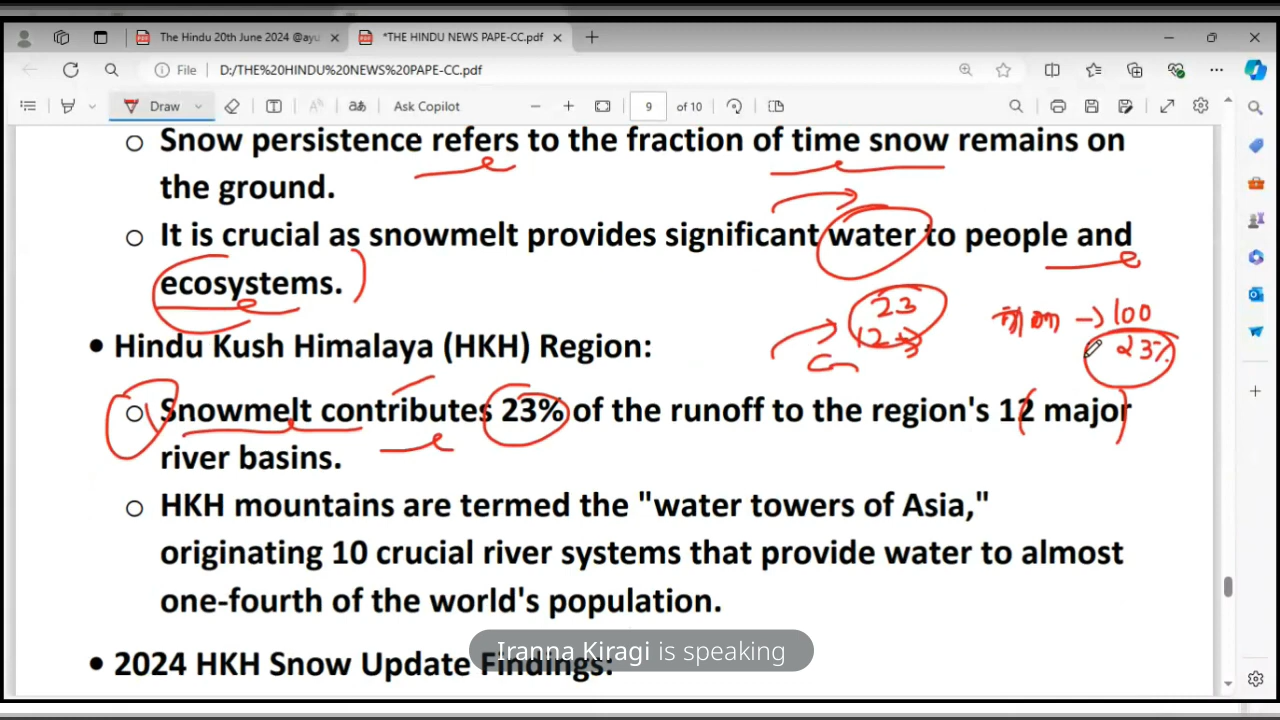 The Hindu 20th June 2024 @ayu
*THE HINDU NEWS PAPE-CC.pdf
File D:/THE%20HINDU%20NEWS%20PAPE-CC.pdf
Draw aあ Ask Copilot 9 of 10
○ Snow persistence refers to the fraction of time snow remains on
the ground.
○ It is crucial as snowmelt provides significant water to people and
ecosystems.
23
12
→ 100
23%
• Hindu Kush Himalaya (HKH) Region:
○ Snowmelt contributes 23% of the runoff to the region's 12 major
river basins.
○ HKH mountains are termed the "water towers of Asia,"
originating 10 crucial river systems that provide water to almost
one-fourth of the world's population.
Iranna Kiragi is speaking
• 2024 HKH Snow Update Findings: